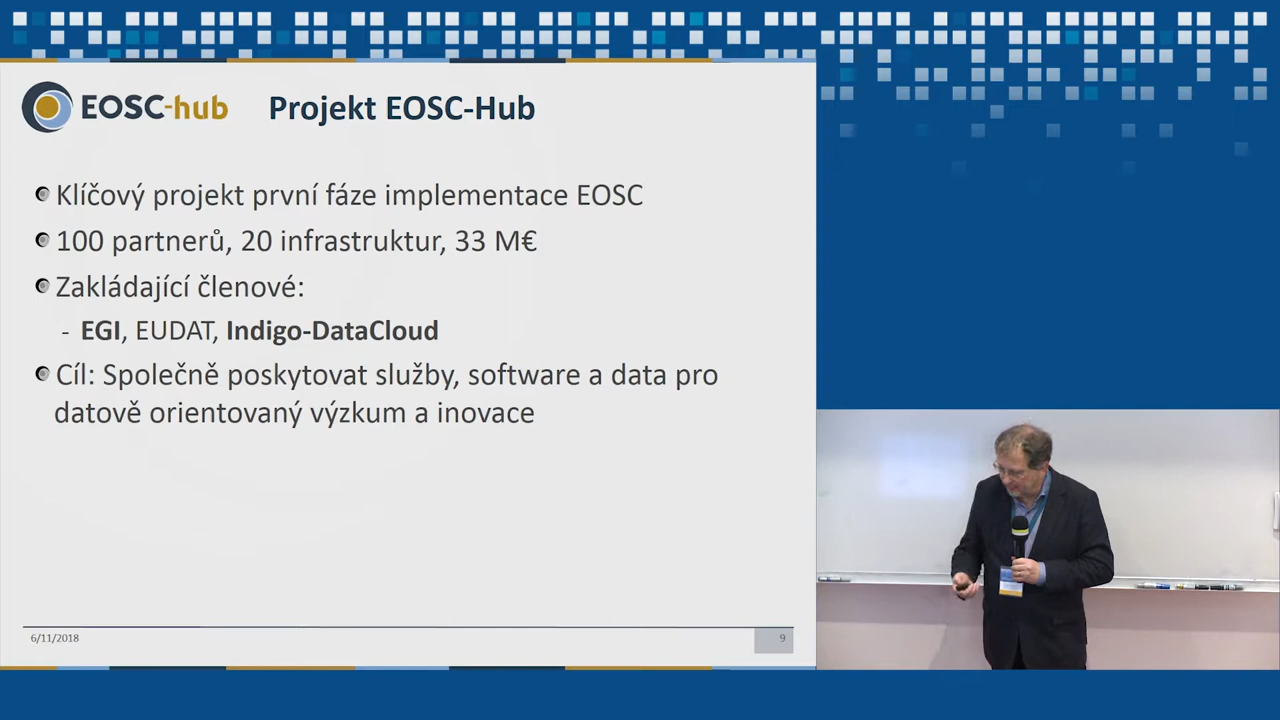 EOSC-hub
Projekt EOSC-Hub
Klíčový projekt první fáze implementace EOSC
100 partnerů, 20 infrastruktur, 33 M€
Zakládající členové:
- EGI, EUDAT, Indigo-DataCloud
Cíl: Společně poskytovat služby, software a data pro
datově orientovaný výzkum a inovace
6/11/2018
9